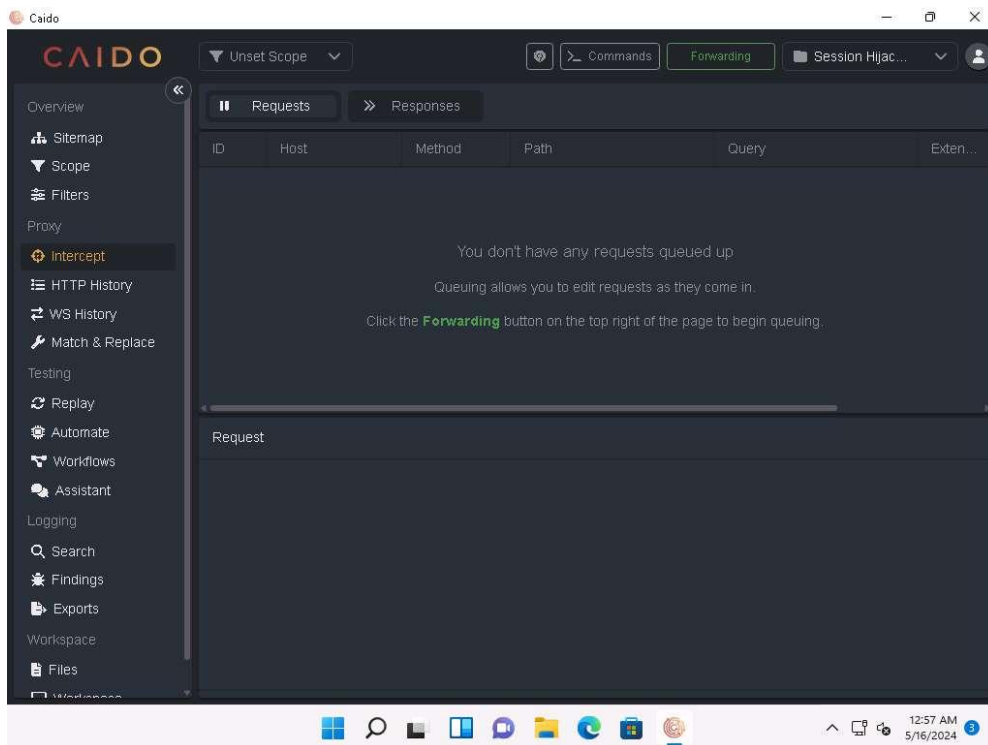 Caido
CAIDO
Unset Scope
Commands
Forwarding
Session Hijac...
Overview
Sitemap
Scope
Filters
Proxy
Intercept
HTTP History
WS History
Match & Replace
Testing
Replay
Automate
Workflows
Assistant
Logging
Search
Findings
Exports
Workspace
Files
Workspace
Requests
Responses
ID Host Method Path Query Exten...
You don't have any requests queued up
Queuing allows you to edit requests as they come in.
Click the Forwarding button on the top right of the page to begin queuing.
Request
12:57 AM
5/16/2024
3